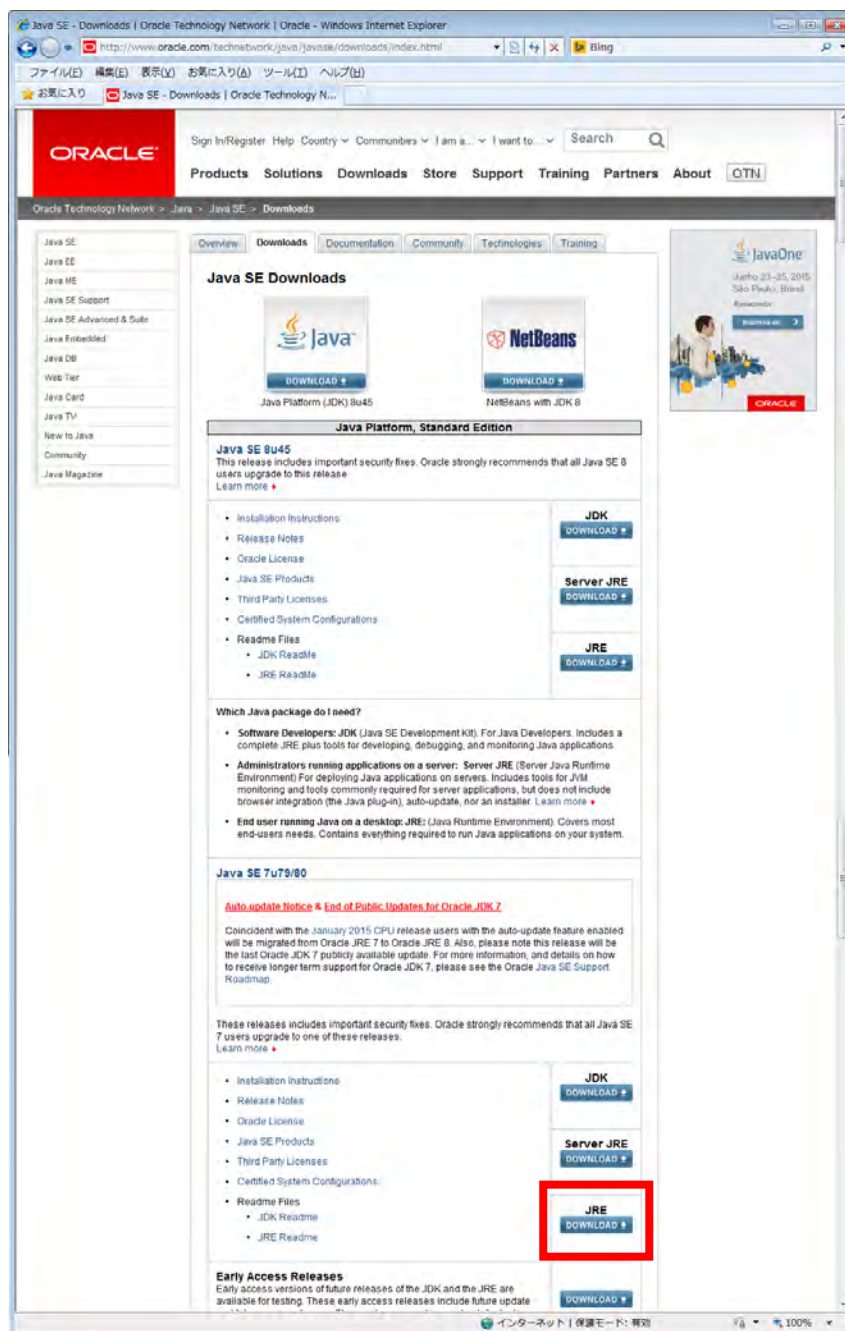 Java SE - Downloads | Oracle Technology Network | Oracle - Windows Internet Explorer
http://www.oracle.com/technetwork/java/javase/downloads/index.html
Bing
ファイル(F) 編集(E) 表示(V) お気に入り(A) ツール(T) ヘルプ(H)
お気に入り
Java SE - Downloads | Oracle Technology N...
ORACLE
Sign In/Register Help Country Communities I am a... I want to... Search
Products Solutions Downloads Store Support Training Partners About OTN
Oracle Technology Network > Java > Java SE > Downloads
Java SE
Java EE
Java ME
Java SE Support
Java SE Advanced & Suite
Java Embedded
Java DB
Web Tier
Java Card
Java TV
New to Java
Community
Java Magazine
Overview Downloads Documentation Community Technologies Training
Java SE Downloads
Java
DOWNLOAD
Java Platform (JDK) 8u45
NetBeans
DOWNLOAD
NetBeans with JDK 8
JavaOne
Junho 23-25, 2015
São Paulo, Brasil
ORACLE
Java Platform, Standard Edition
Java SE 8u45
This release includes important security fixes. Oracle strongly recommends that all Java SE 8
users upgrade to this release.
Learn more
• Installation Instructions
• Release Notes
• Oracle License
• Java SE Products
• Third Party Licenses
• Certified System Configurations
• Readme Files
• JDK ReadMe
• JRE ReadMe
JDK
DOWNLOAD
Server JRE
DOWNLOAD
JRE
DOWNLOAD
Which Java package do I need?
• Software Developers: JDK (Java SE Development Kit). For Java Developers. Includes a
complete JRE plus tools for developing, debugging, and monitoring Java applications.
• Administrators running applications on a server: Server JRE (Server
Java Runtime
Environment) For deploying Java applications on servers. Includes tools for JVM
monitoring and tools commonly required for server applications, but does not include
browser integration (the Java plug-in), auto-update, nor an installer. Learn more
• End user running Java on a desktop: JRE: (Java Runtime Environment). Covers most
end-users needs. Contains everything required to run Java applications on your system.
Java SE 7u79/80
Auto-update Notice & End of Public Updates for Oracle JDK 7
Coincident with the January 2015 CPU release users with the auto-update feature enabled
will be migrated from Oracle JRE 7 to Oracle JRE 8. Also, please note this release will be
the last Oracle JDK 7 publicly available update. For more information, and details on how
to receive longer term support for Oracle JDK 7, please see the Oracle Java SE Support
Roadmap.
These releases includes important security fixes. Oracle strongly recommends that all Java SE
7 users upgrade to one of these releases.
Learn more
• Installation Instructions
• Release Notes
• Oracle License
• Java SE Products
• Third Party Licenses
• Certified System Configurations
• Readme Files
• JDK Readme
• JRE Readme
JDK
DOWNLOAD
Server JRE
DOWNLOAD
JRE
DOWNLOAD
Early Access Releases
Early access versions of future releases of the JDK and the JRE are
available for testing. These early access releases include future update
DOWNLOAD
インターネット | 保護モード: 有効
100%